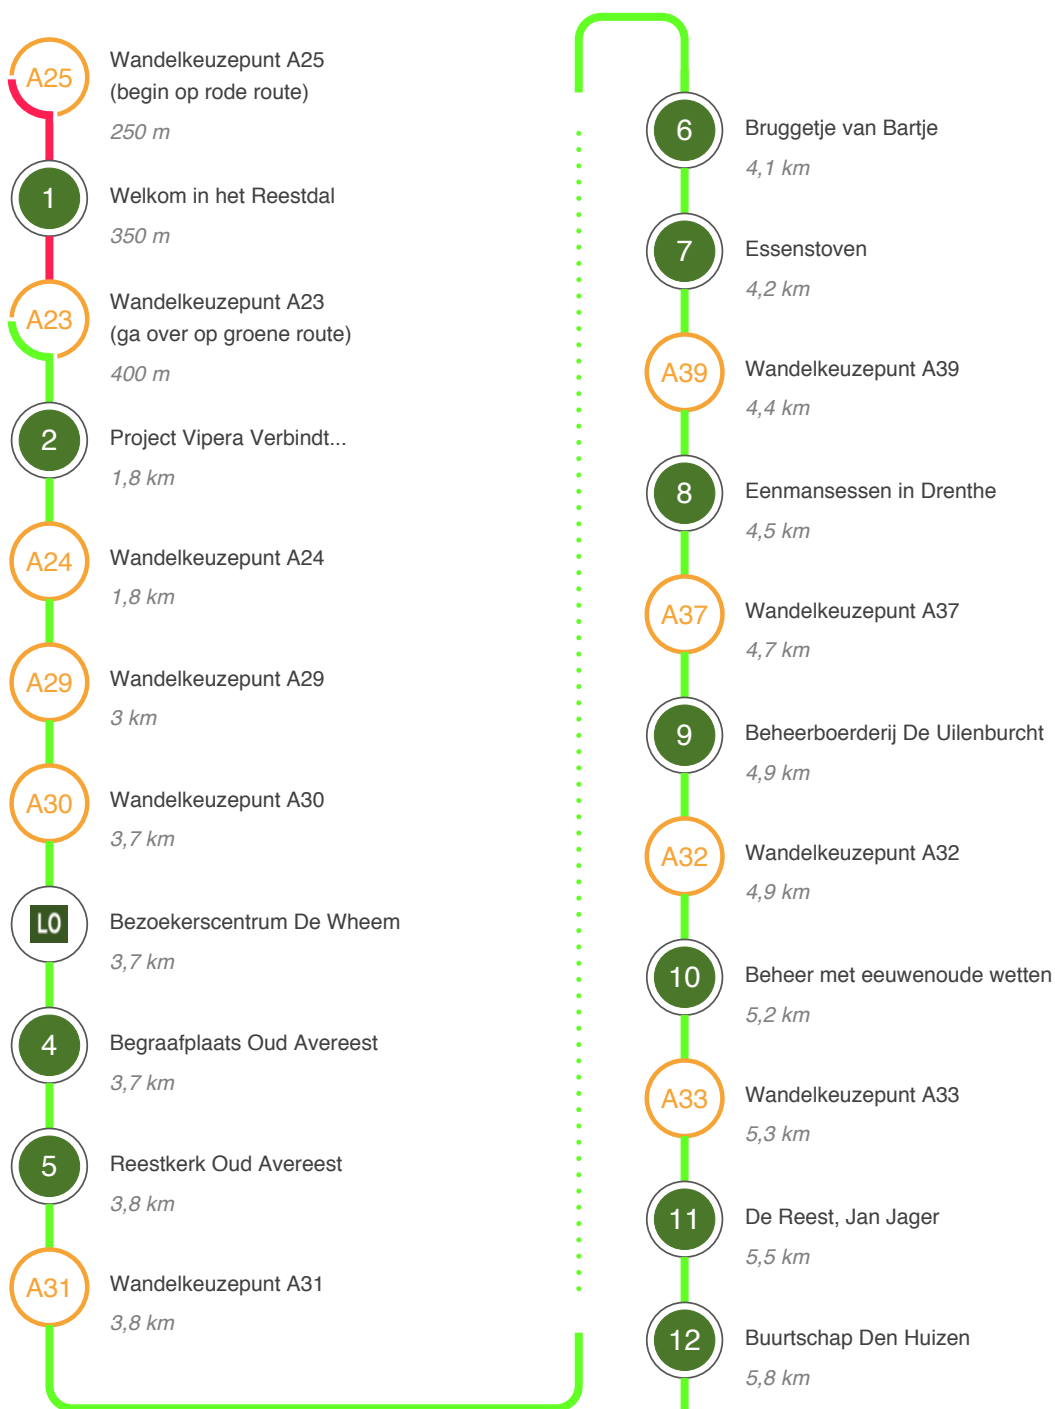 A25
Wandelkeuzepunt A25
(begin op rode route)
250 m
1
Welkom in het Reestdal
350 m
A23
Wandelkeuzepunt A23
(ga over op groene route)
400 m
2
Project Vipera Verbindt...
1,8 km
A24
Wandelkeuzepunt A24
1,8 km
A29
Wandelkeuzepunt A29
3 km
A30
Wandelkeuzepunt A30
3,7 km
LO
Bezoekerscentrum De Wheem
3,7 km
4
Begraafplaats Oud Avereest
3,7 km
5
Reestkerk Oud Avereest
3,8 km
A31
Wandelkeuzepunt A31
3,8 km
6
Bruggetje van Bartje
4,1 km
7
Essenstoven
4,2 km
A39
Wandelkeuzepunt A39
4,4 km
8
Eenmansessen in Drenthe
4,5 km
A37
Wandelkeuzepunt A37
4,7 km
9
Beheerboerderij De Uilenburcht
4,9 km
A32
Wandelkeuzepunt A32
4,9 km
10
Beheer met eeuwenoude wetten
5,2 km
A33
Wandelkeuzepunt A33
5,3 km
11
De Reest, Jan Jager
5,5 km
12
Buurtschap Den Huizen
5,8 km